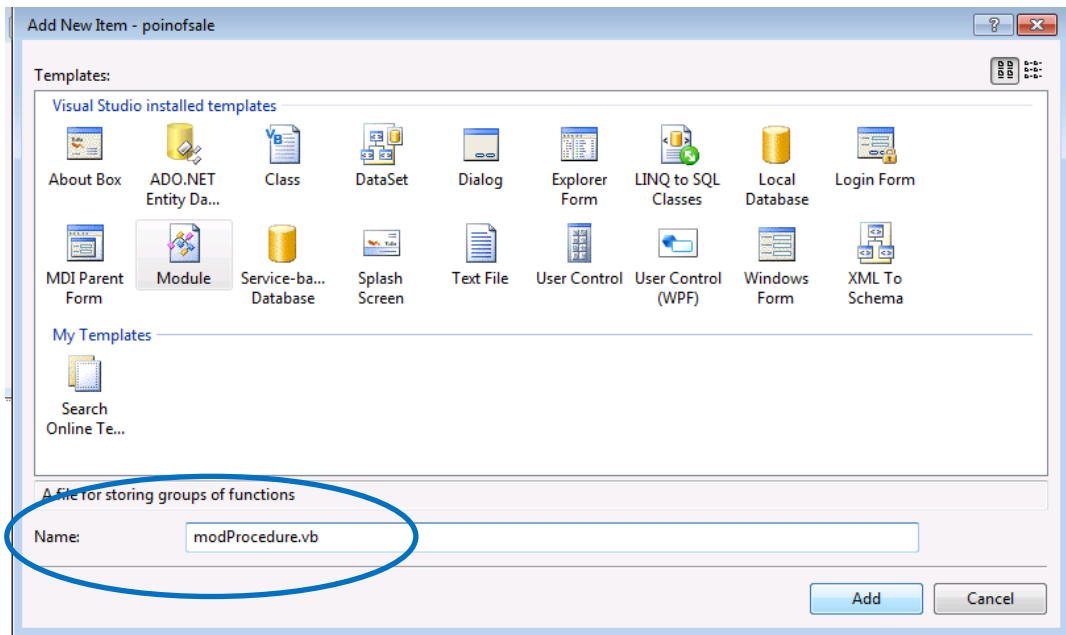 Add New Item - poinofsale
Templates:
Visual Studio installed templates
About Box
ADO.NET
Entity Da...
Class
DataSet
Dialog
Explorer
Form
LINQ to SQL
Classes
Local
Database
Login Form
MDI Parent
Form
Module
Service-ba...
Database
Splash
Screen
Text File
User Control
User Control
(WPF)
Windows
Form
XML To
Schema
My Templates
Search
Online Te...
A file for storing groups of functions
Name:
modProcedure.vb
Add
Cancel